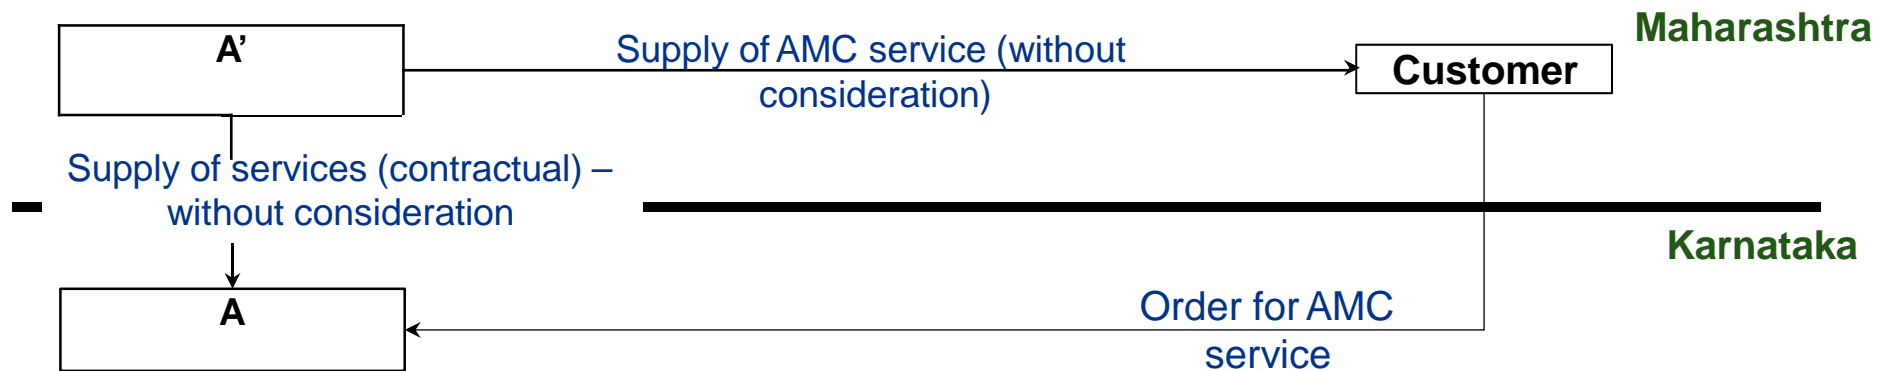 Maharashtra
A’
Supply of AMC service (without
consideration)
Customer
Supply of services (contractual) –
without consideration
Karnataka
A
Order for AMC
service